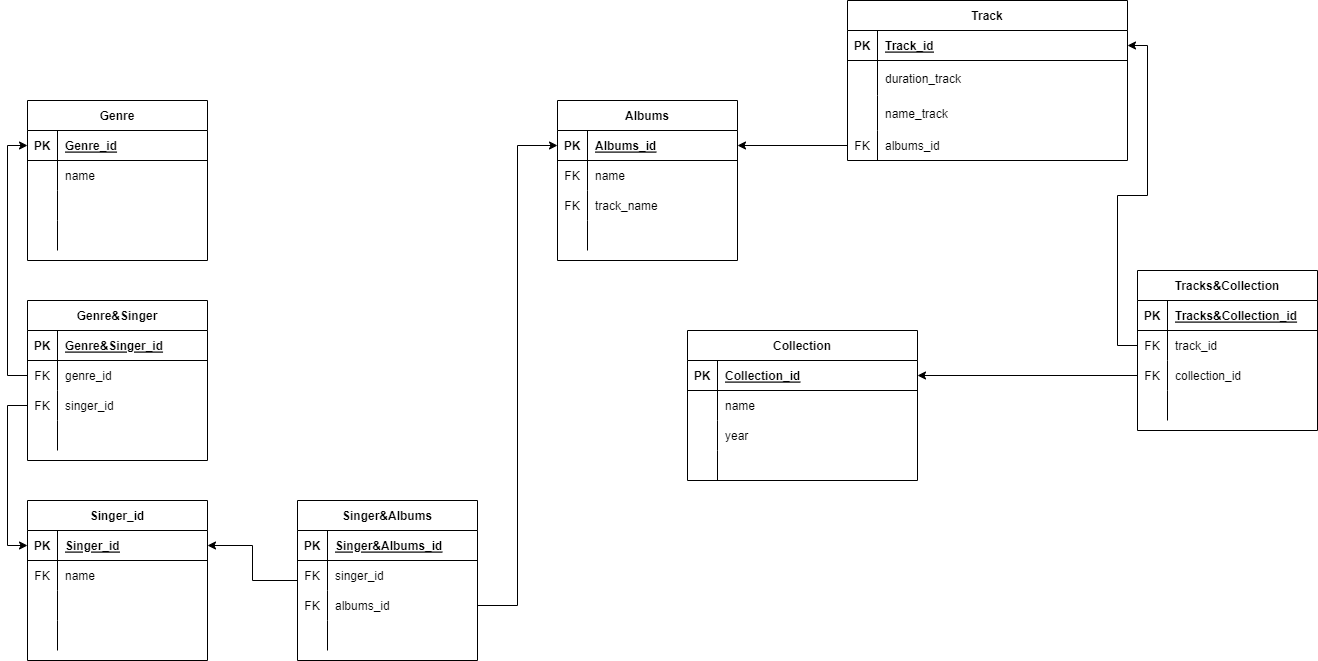 Track
PK Track_id
duration_track
name_track
FK albums_id
Genre
PK Genre_id
name
Albums
PK Albums_id
FK name
FK track_name
Tracks&Collection
PK Tracks&Collection_id
FK track_id
FK collection_id
Genre&Singer
PK Genre&Singer_id
FK genre_id
FK singer_id
Collection
PK Collection_id
name
year
Singer_id
PK Singer_id
FK name
Singer&Albums
PK Singer&Albums_id
FK singer_id
FK albums_id